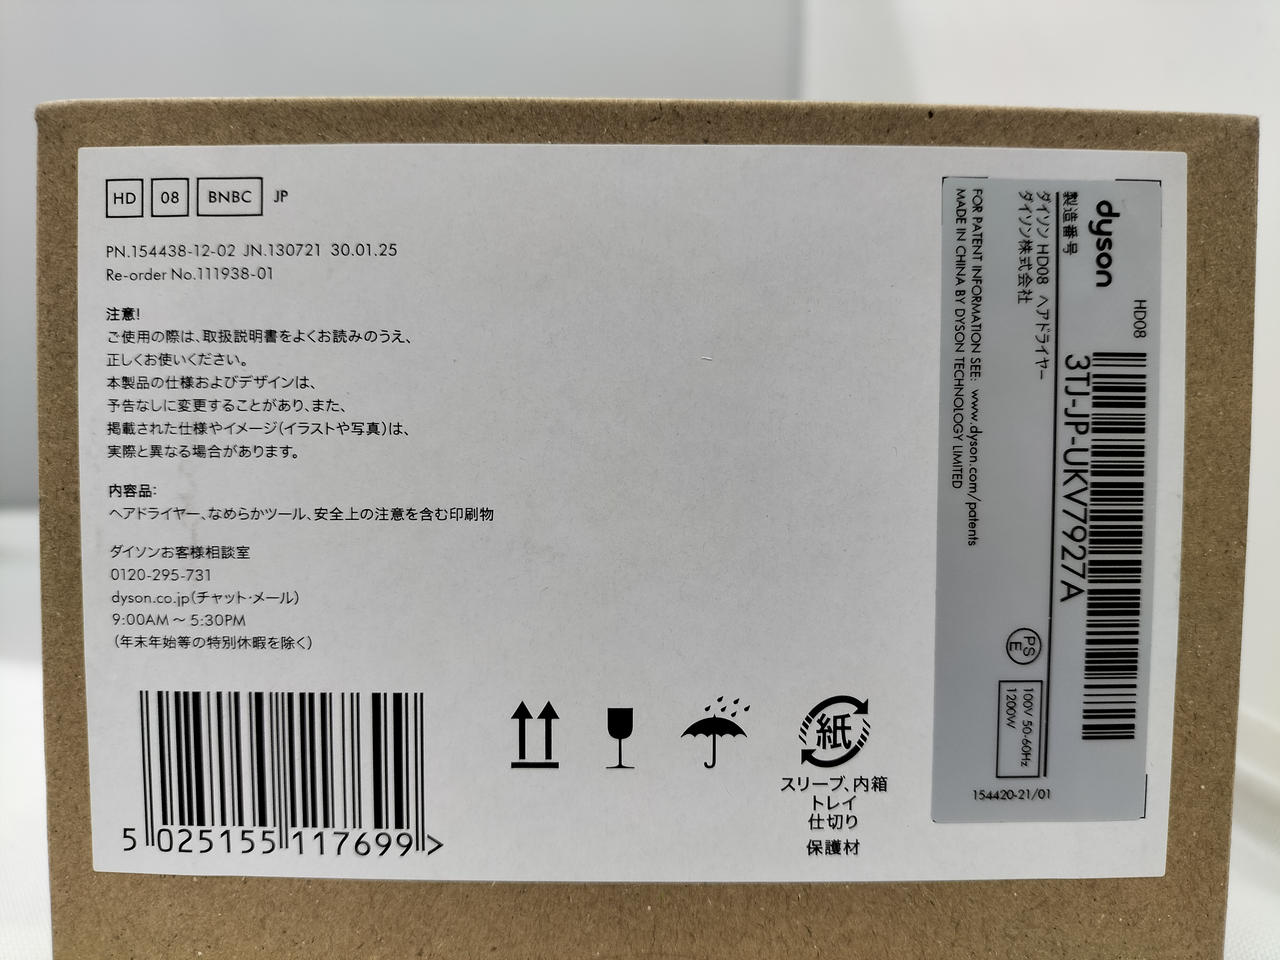 HD 08 BNBC JP
PN.154438-12-02 JN.130721 30.01.25
Re-order No.111938-01
注意!
ご使用の際は、取扱説明書をよくお読みのうえ、
正しくお使いください。
本製品の仕様およびデザインは、
予告なしに変更することがあり、また、
掲載された仕様やイメージ(イラストや写真)は、
実際と異なる場合があります。
内容品:
ヘアドライヤー、なめらかツール、安全上の注意を含む印刷物
ダイソンお客様相談室
0120-295-731
dyson.co.jp(チャット・メール)
9:00AM ~ 5:30PM
(年末年始等の特別休暇を除く)
5 025155 117699 >
紙
スリーブ、内箱
トレイ
仕切り
保護材
dyson HD08
製造番号 3TJ-JP-UKV7927A
ダイソン HD08 ヘアドライヤー
ダイソン株式会社
PS
E
100V 50-60Hz
1200W
FOR PATENT INFORMATION SEE: www.dyson.com/patents
MADE IN CHINA BY DYSON TECHNOLOGY LIMITED
154420-21/01